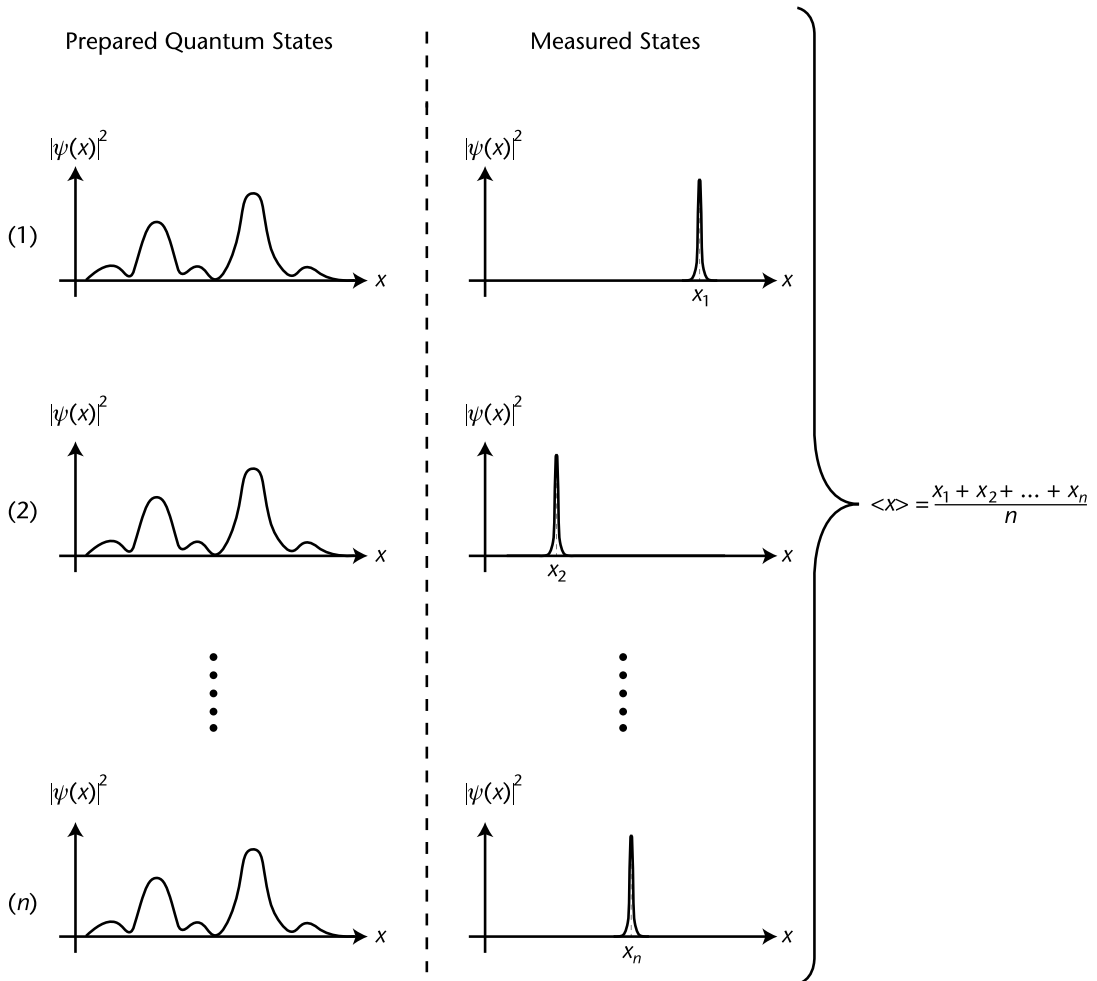 Prepared Quantum States
Measured States
|ψ(x)|²
|ψ(x)|²
(1)
x
x
x₁
|ψ(x)|²
|ψ(x)|²
(2)
x
x
x₂
<x> = x₁ + x₂ + ... + xₙ
n
|ψ(x)|²
|ψ(x)|²
(n)
x
x
xₙ